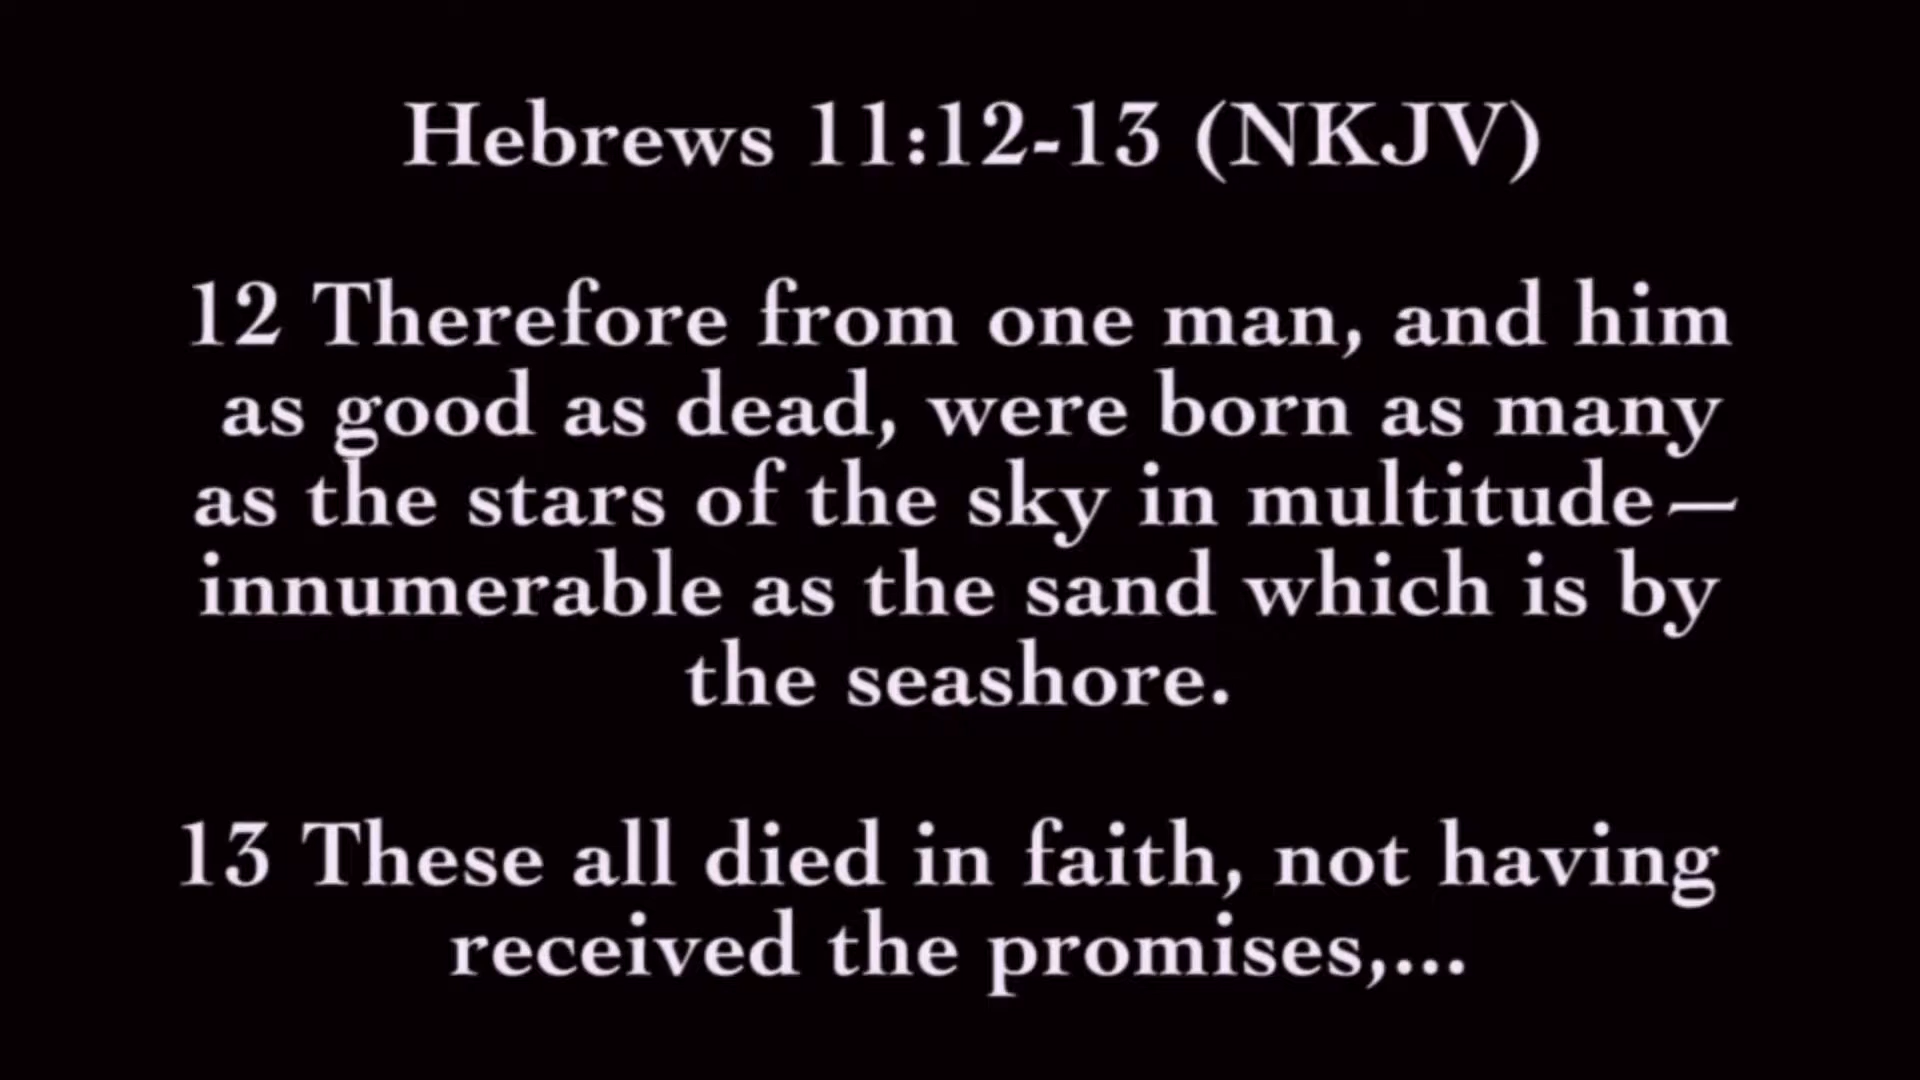 Hebrews 11:12-13 (NKJV)
12 Therefore from one man, and him
as good as dead, were born as many
as the stars of the sky in multitude—
innumerable as the sand which is by
the seashore.
13 These all died in faith, not having
received the promises,...